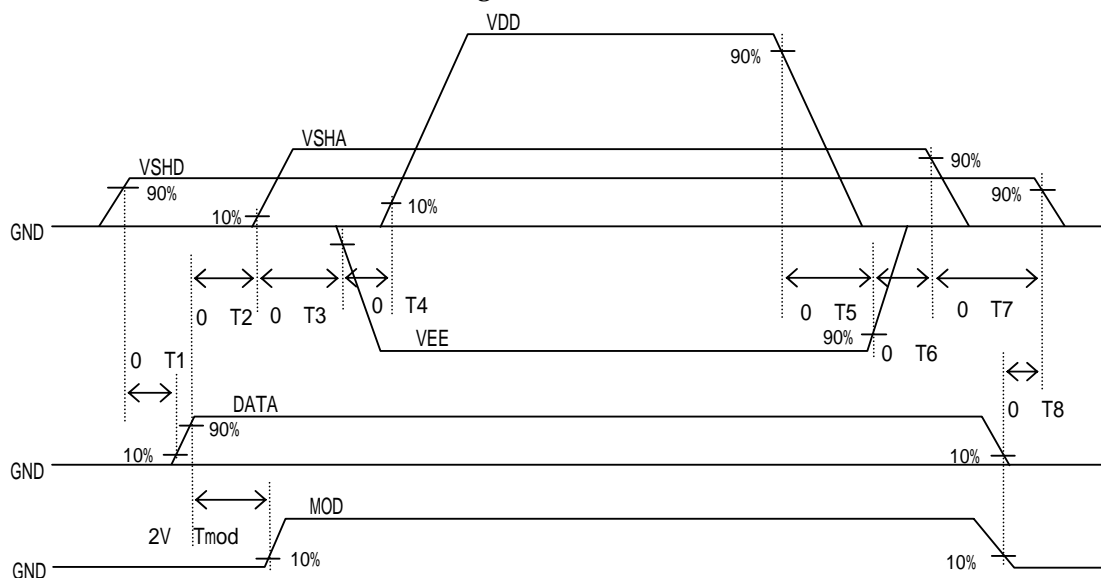 VDD
90%
VSHA
VSHD
90%
90%
90%
10%
10%
GND
0 T2
0 T3
0 T4
0 T5
0 T7
VEE
90%
0 T6
0 T1
DATA
0 T8
90%
10%
10%
GND
MOD
2V Tmod
10%
10%
GND